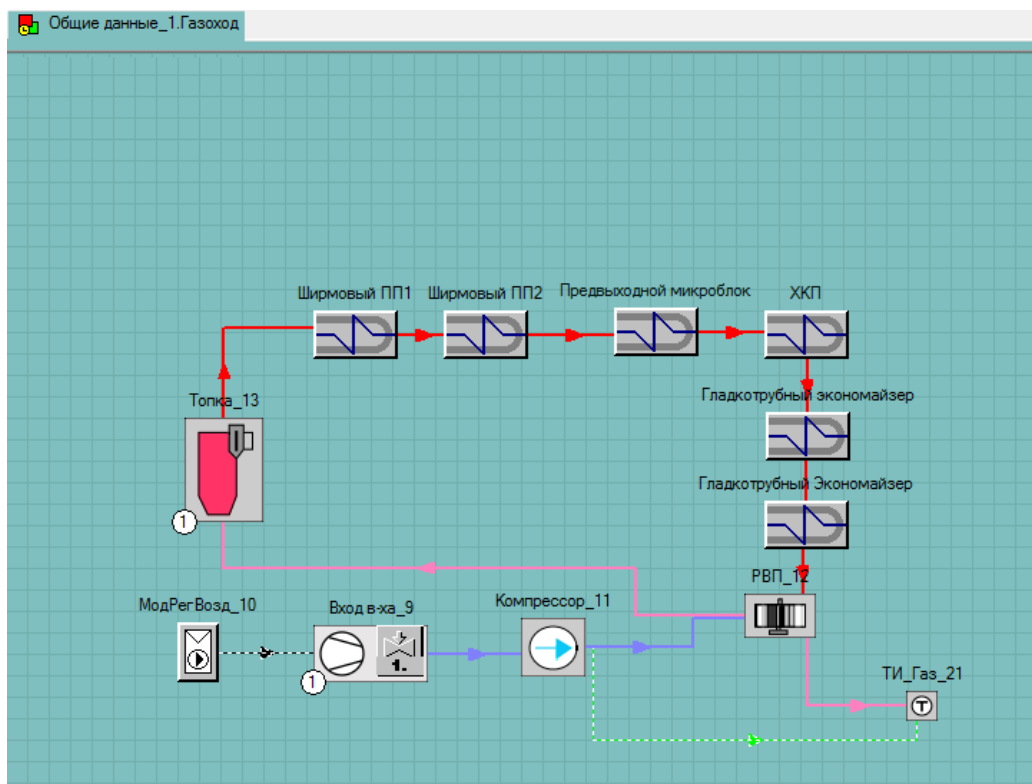 Общие данные_1.Газоход
Ширмовый ПП1
Ширмовый ПП2
Предвыходной микроблок
ХКП
Гладкотрубный экономайзер
Топка_13
1
Гладкотрубный Экономайзер
РВП_12
МодРегВозд_10
Вход в-ха_9
Компрессор_11
1.
1
ТИ_Газ_21
T